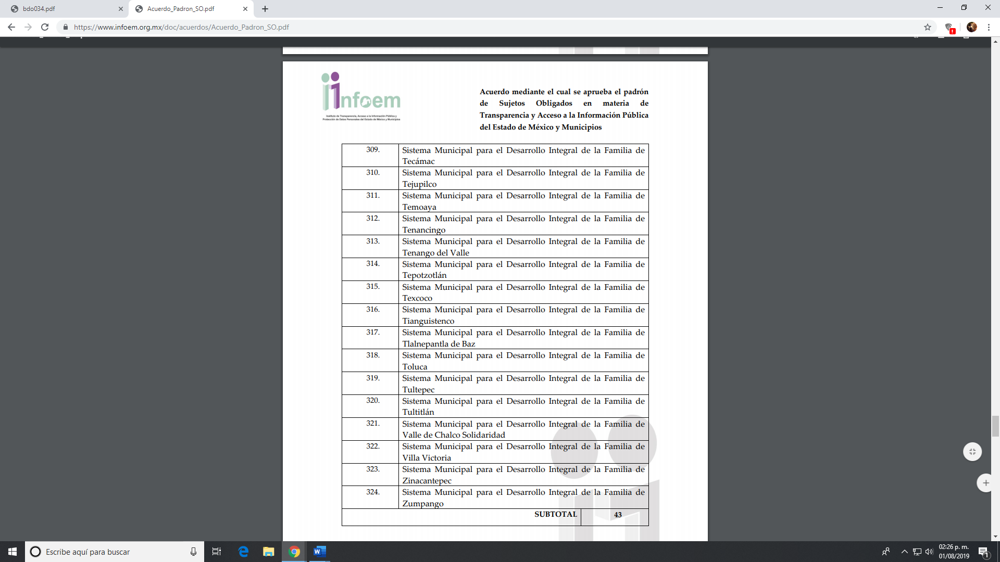 bdo034.pdf
Acuerdo_Padron_SO.pdf
https://www.infoem.org.mx/doc/acuerdos/Acuerdo_Padron_SO.pdf
infoem
Instituto de Transparencia, Acceso a la Información Pública y
Protección de Datos Personales del Estado de México y Municipios
Acuerdo mediante el cual se aprueba el padrón
de Sujetos Obligados en materia de
Transparencia y Acceso a la Información Pública
del Estado de México y Municipios
309. Sistema Municipal para el Desarrollo Integral de la Familia de
Tecámac
310. Sistema Municipal para el Desarrollo Integral de la Familia de
Tejupilco
311. Sistema Municipal para el Desarrollo Integral de la Familia de
Temoaya
312. Sistema Municipal para el Desarrollo Integral de la Familia de
Tenancingo
313. Sistema Municipal para el Desarrollo Integral de la Familia de
Tenango del Valle
314. Sistema Municipal para el Desarrollo Integral de la Familia de
Tepotzotlán
315. Sistema Municipal para el Desarrollo Integral de la Familia de
Texcoco
316. Sistema Municipal para el Desarrollo Integral de la Familia de
Tianguistenco
317. Sistema Municipal para el Desarrollo Integral de la Familia de
Tlalnepantla de Baz
318. Sistema Municipal para el Desarrollo Integral de la Familia de
Toluca
319. Sistema Municipal para el Desarrollo Integral de la Familia de
Tultepec
320. Sistema Municipal para el Desarrollo Integral de la Familia de
Tultitlán
321. Sistema Municipal para el Desarrollo Integral de la Familia de
Valle de Chalco Solidaridad
322. Sistema Municipal para el Desarrollo Integral de la Familia de
Villa Victoria
323. Sistema Municipal para el Desarrollo Integral de la Familia de
Zinacantepec
324. Sistema Municipal para el Desarrollo Integral de la Familia de
Zumpango
SUBTOTAL 43
Escribe aquí para buscar
02:26 p. m.
01/08/2019
1